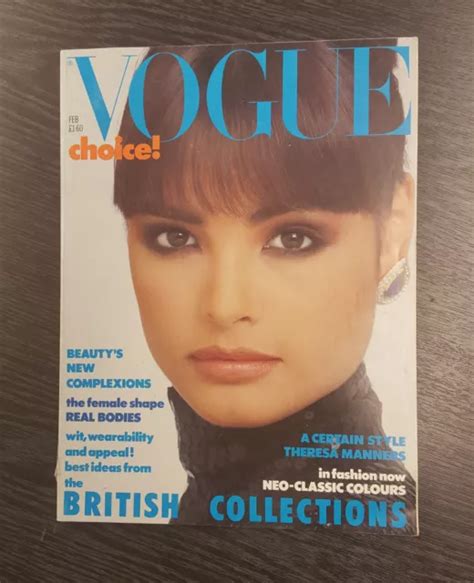 VOGUE
FEB
£1·60
choice!
BEAUTY'S
NEW
COMPLEXIONS
the female shape
REAL BODIES
wit, wearability
and appeal!
best ideas from
the
BRITISH COLLECTIONS
A CERTAIN STYLE
THERESA MANNERS
in fashion now
NEO-CLASSIC COLOURS